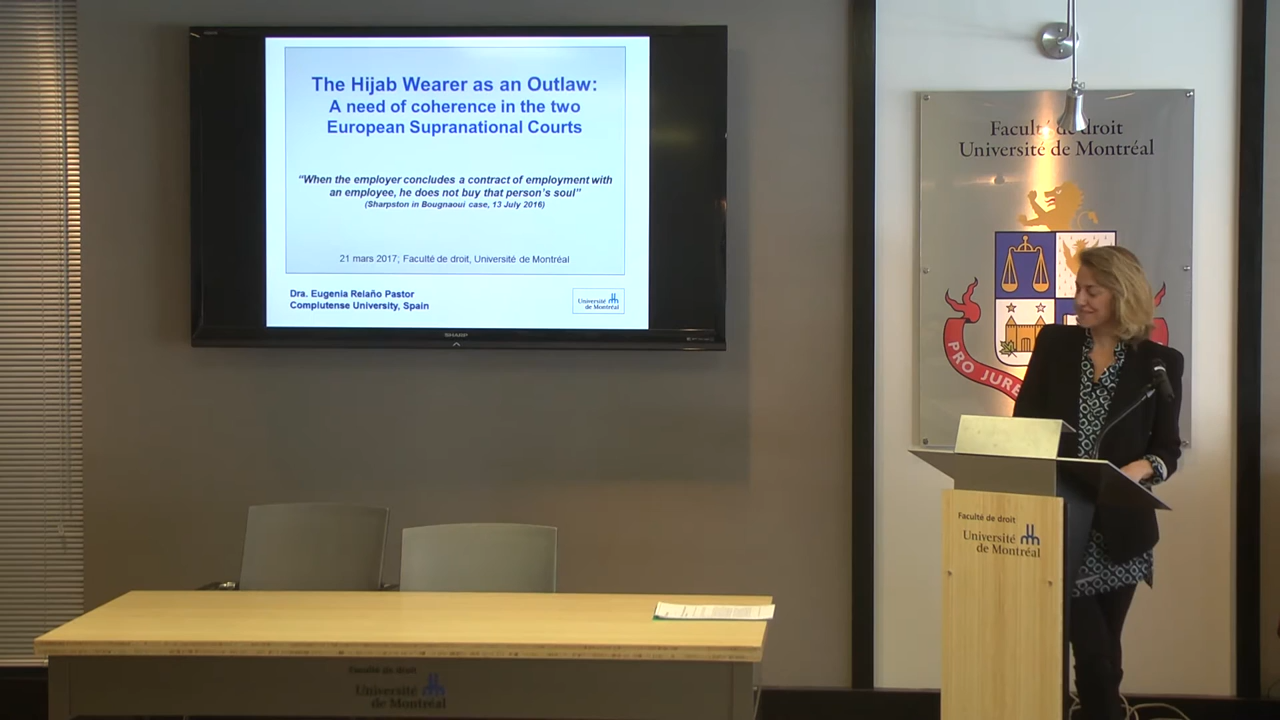 The Hijab Wearer as an Outlaw:
A need of coherence in the two
European Supranational Courts
“When the employer concludes a contract of employment with
an employee, he does not buy that person’s soul”
(Sharpston in Bougnaoui case, 13 July 2016)
21 mars 2017; Faculté de droit, Université de Montréal
Dra. Eugenia Relaño Pastor
Complutense University, Spain
Université
de Montréal
SHARP
Faculté de droit
Université de Montréal
PRO JURE
Faculté de droit
Université
de Montréal
Faculté de droit
Université
de Montréal